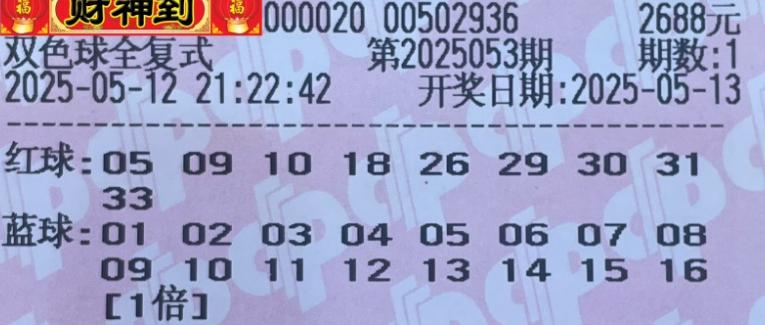 福 财神到 福 000020 00502936 2688元
双色球全复式 第2025053期 期数:1
2025-05-12 21:22:42 开奖日期:2025-05-13
红球:05 09 10 18 26 29 30 31
33
蓝球:01 02 03 04 05 06 07 08
09 10 11 12 13 14 15 16
[1倍]